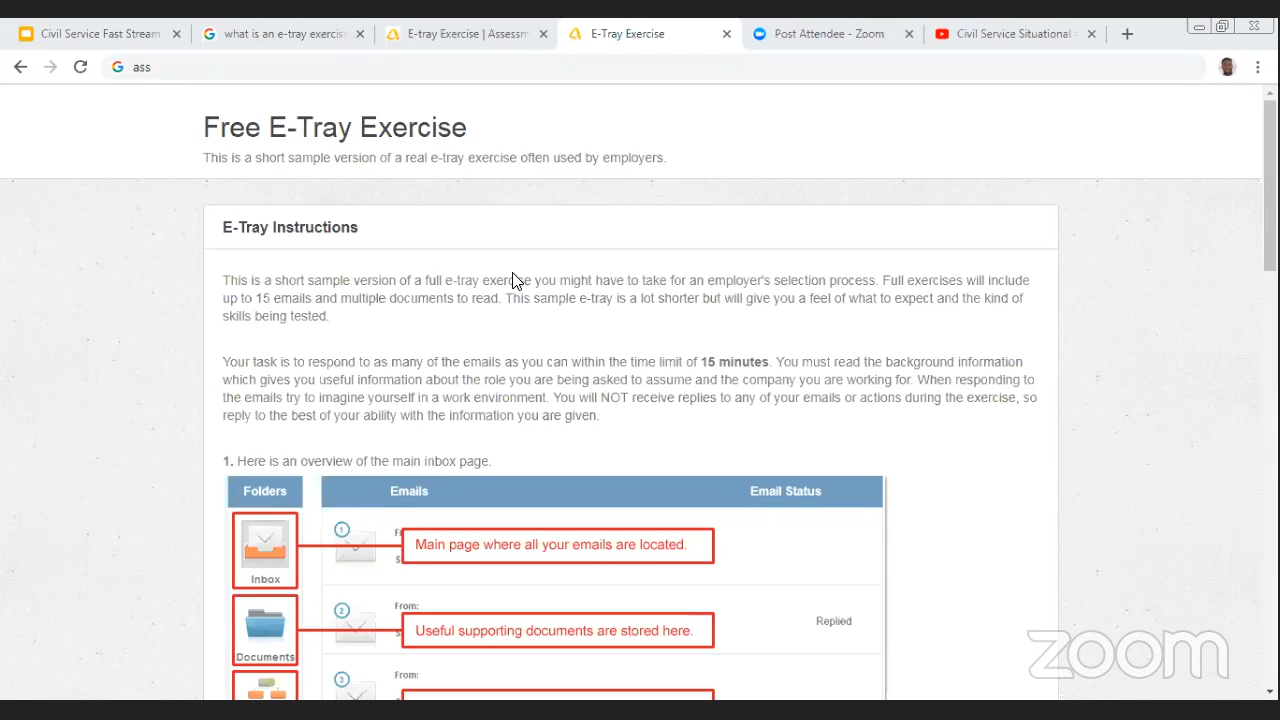 Civil Service Fast Stream
what is an e-tray exercise
E-tray Exercise | Assessm
E-Tray Exercise
Post Attendee - Zoom
Civil Service Situational
ass
Free E-Tray Exercise
This is a short sample version of a real e-tray exercise often used by employers.
E-Tray Instructions
This is a short sample version of a full e-tray exercise you might have to take for an employer's selection process. Full exercises will include
up to 15 emails and multiple documents to read. This sample e-tray is a lot shorter but will give you a feel of what to expect and the kind of
skills being tested.
Your task is to respond to as many of the emails as you can within the time limit of 15 minutes. You must read the background information
which gives you useful information about the role you are being asked to assume and the company you are working for. When responding to
the emails try to imagine yourself in a work environment. You will NOT receive replies to any of your emails or actions during the exercise, so
reply to the best of your ability with the information you are given.
1. Here is an overview of the main inbox page.
Folders Emails Email Status
1
Main page where all your emails are located.
Inbox
2 From:
Replied
Useful supporting documents are stored here.
Documents
3 From:
zoom